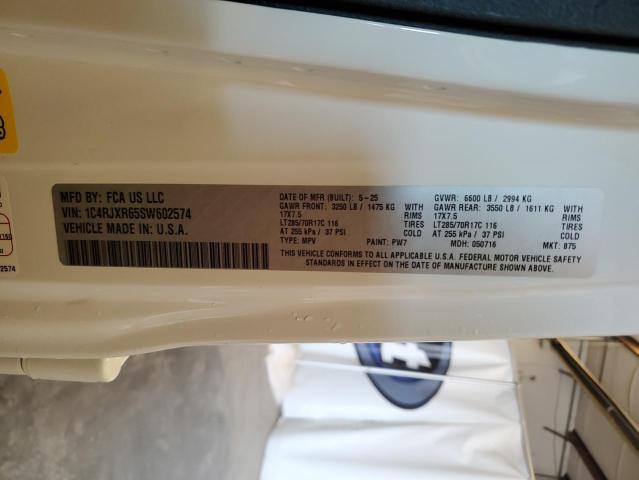 MFD BY: FCA US LLC
VIN: 1C4RJXR65SW602574
VEHICLE MADE IN: U.S.A.
DATE OF MFR (BUILT): 5-25
GAWR FRONT: 3250 LB / 1475 KG WITH
17X7.5 RIMS
LT285/70R17C 116 TIRES
AT 255 kPa / 37 PSI COLD
TYPE: MPV PAINT: PW7
GVWR: 6600 LB / 2994 KG
GAWR REAR: 3550 LB / 1611 KG WITH
17X7.5 RIMS
LT285/70R17C 116 TIRES
AT 255 kPa / 37 PSI COLD
MDH: 050716 MKT: 875
THIS VEHICLE CONFORMS TO ALL APPLICABLE U.S.A. FEDERAL MOTOR VEHICLE SAFETY
STANDARDS IN EFFECT ON THE DATE OF MANUFACTURE SHOWN ABOVE.
2574